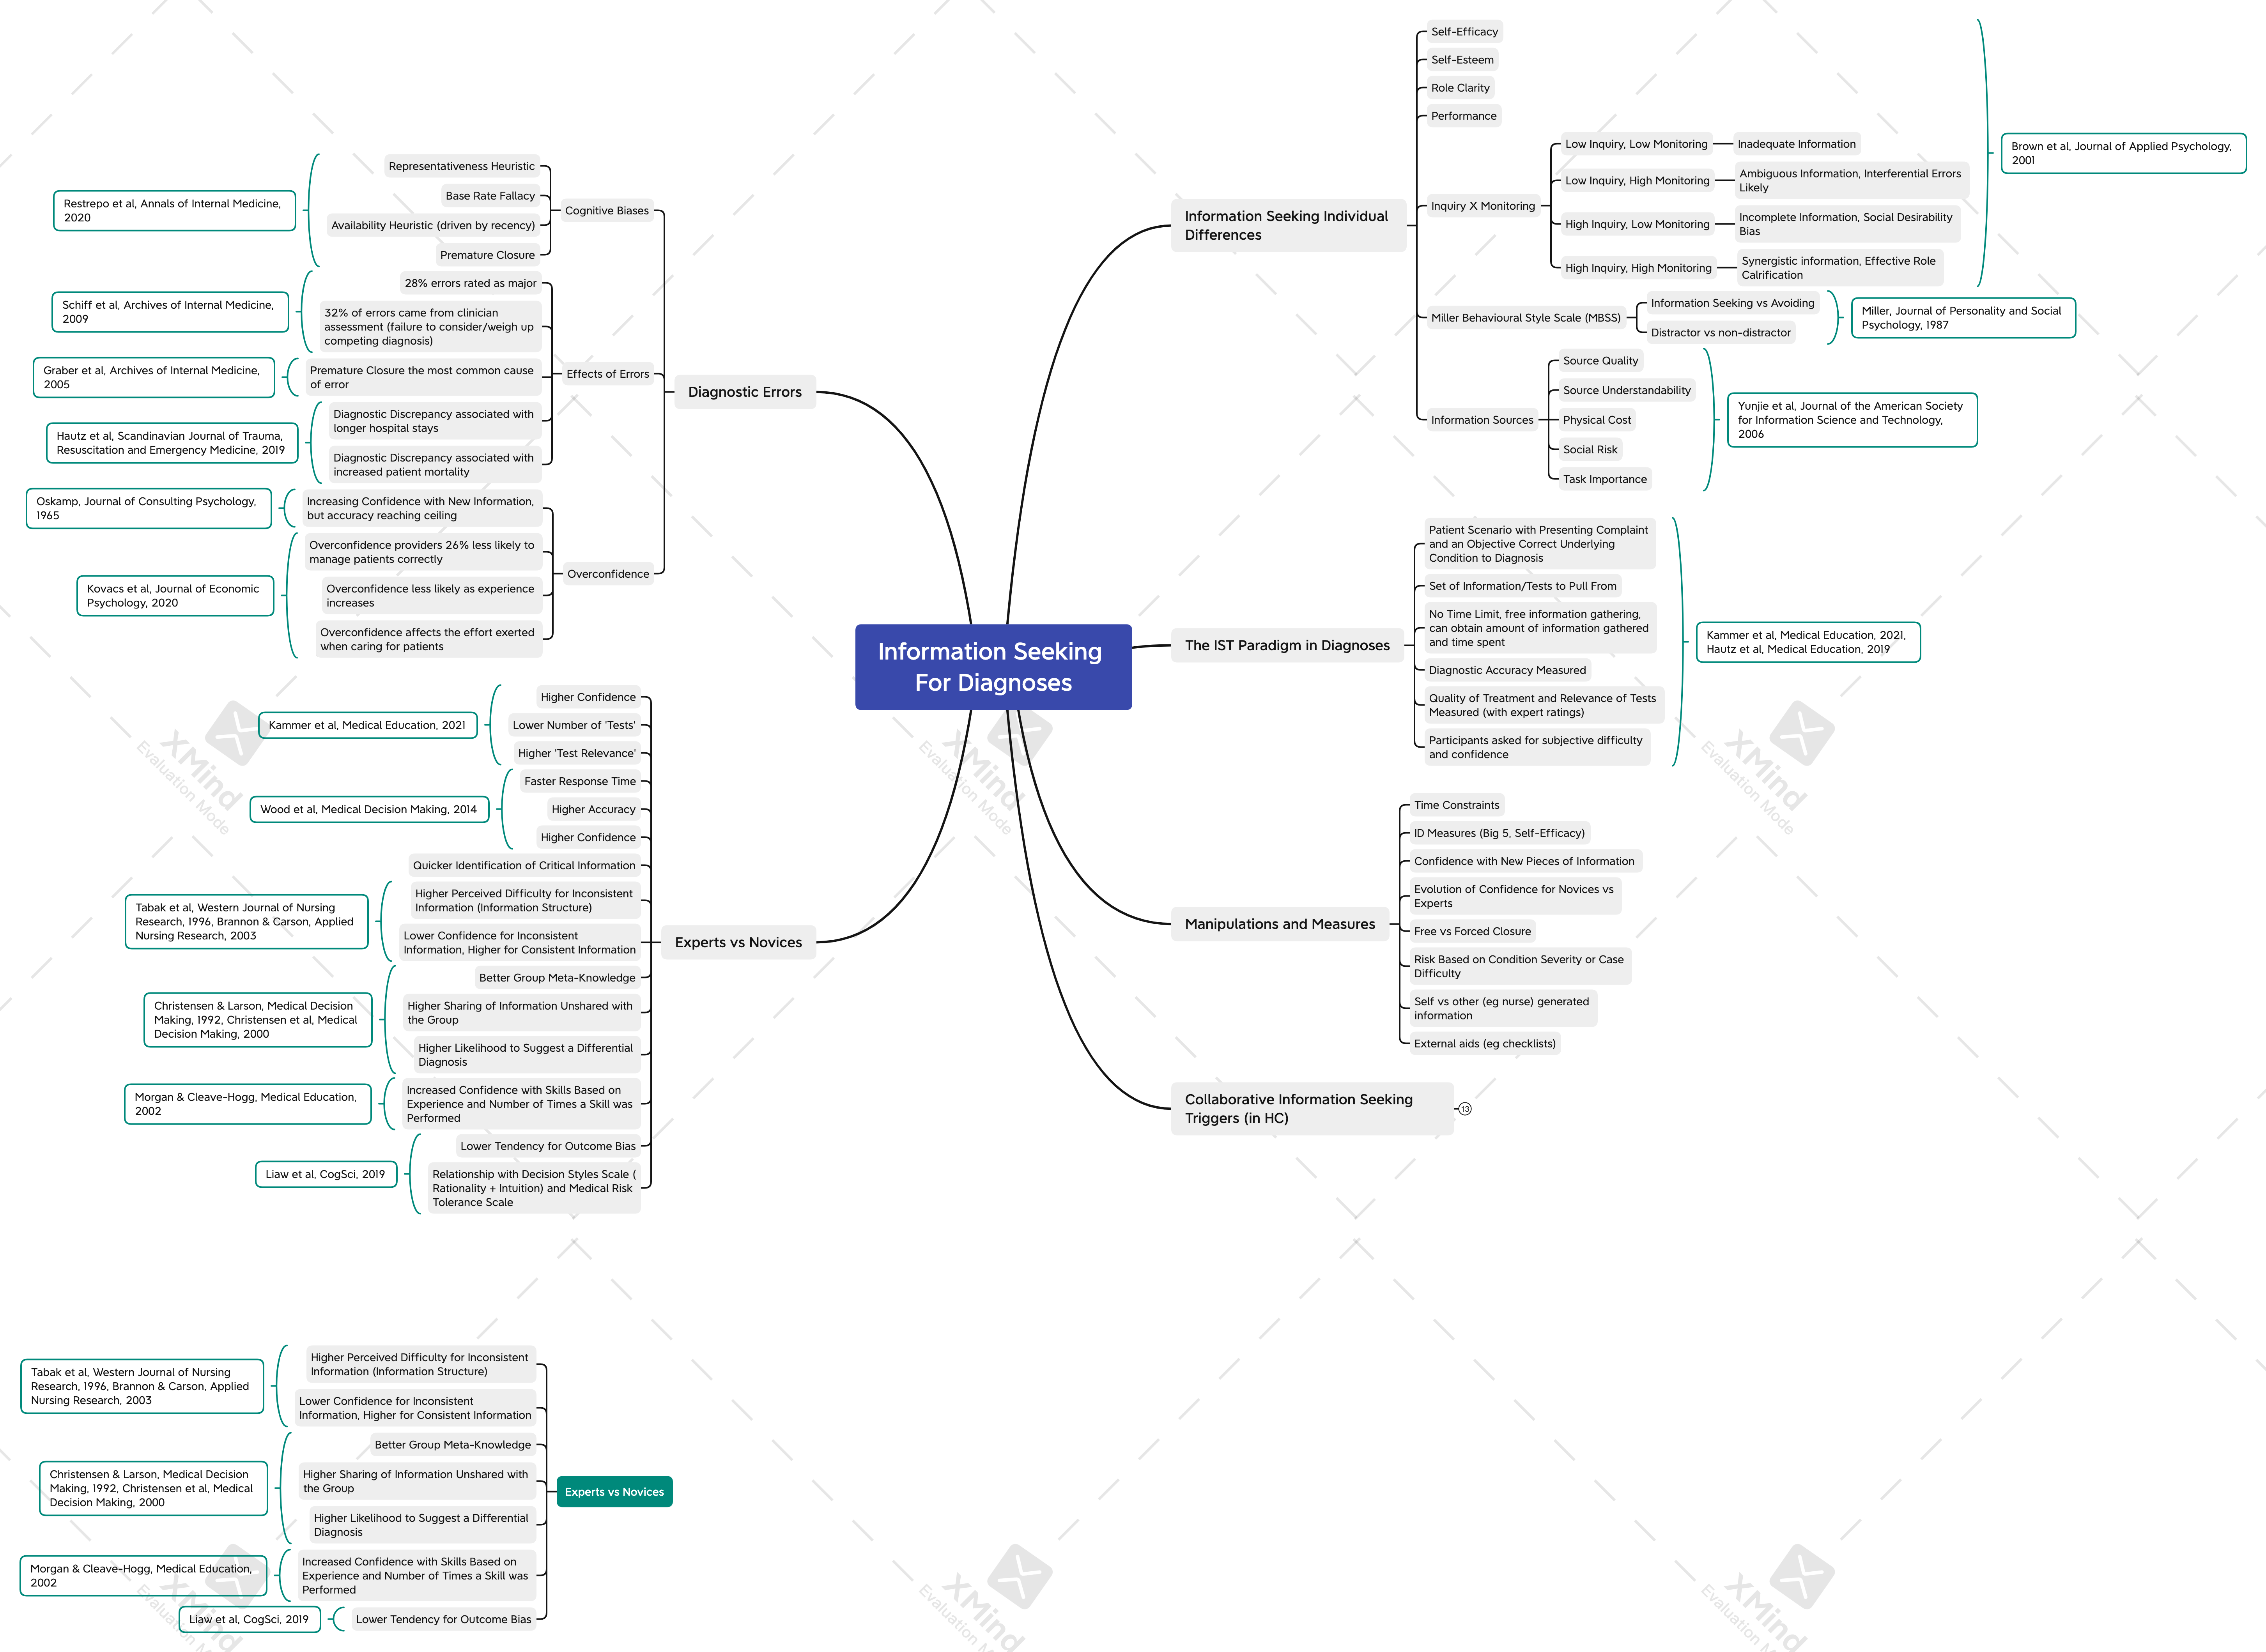 Information Seeking
For Diagnoses
Information Seeking Individual
Differences
Self-Efficacy
Self-Esteem
Role Clarity
Performance
Inquiry X Monitoring
Low Inquiry, Low Monitoring
Inadequate Information
Low Inquiry, High Monitoring
Ambiguous Information, Interferential Errors
Likely
High Inquiry, Low Monitoring
Incomplete Information, Social Desirability
Bias
High Inquiry, High Monitoring
Synergistic information, Effective Role
Calrification
Brown et al, Journal of Applied Psychology,
2001
Miller Behavioural Style Scale (MBSS)
Information Seeking vs Avoiding
Distractor vs non-distractor
Miller, Journal of Personality and Social
Psychology, 1987
Information Sources
Source Quality
Source Understandability
Physical Cost
Social Risk
Task Importance
Yunjie et al, Journal of the American Society
for Information Science and Technology,
2006
The IST Paradigm in Diagnoses
Patient Scenario with Presenting Complaint
and an Objective Correct Underlying
Condition to Diagnosis
Set of Information/Tests to Pull From
No Time Limit, free information gathering,
can obtain amount of information gathered
and time spent
Diagnostic Accuracy Measured
Quality of Treatment and Relevance of Tests
Measured (with expert ratings)
Participants asked for subjective difficulty
and confidence
Kammer et al, Medical Education, 2021,
Hautz et al, Medical Education, 2019
Manipulations and Measures
Time Constraints
ID Measures (Big 5, Self-Efficacy)
Confidence with New Pieces of Information
Evolution of Confidence for Novices vs
Experts
Free vs Forced Closure
Risk Based on Condition Severity or Case
Difficulty
Self vs other (eg nurse) generated
information
External aids (eg checklists)
Collaborative Information Seeking
Triggers (in HC)
13
Diagnostic Errors
Cognitive Biases
Representativeness Heuristic
Base Rate Fallacy
Availability Heuristic (driven by recency)
Premature Closure
Restrepo et al, Annals of Internal Medicine,
2020
Effects of Errors
28% errors rated as major
32% of errors came from clinician
assessment (failure to consider/weigh up
competing diagnosis)
Schiff et al, Archives of Internal Medicine,
2009
Premature Closure the most common cause
of error
Graber et al, Archives of Internal Medicine,
2005
Diagnostic Discrepancy associated with
longer hospital stays
Diagnostic Discrepancy associated with
increased patient mortality
Hautz et al, Scandinavian Journal of Trauma,
Resuscitation and Emergency Medicine, 2019
Overconfidence
Increasing Confidence with New Information,
but accuracy reaching ceiling
Oskamp, Journal of Consulting Psychology,
1965
Overconfidence providers 26% less likely to
manage patients correctly
Overconfidence less likely as experience
increases
Overconfidence affects the effort exerted
when caring for patients
Kovacs et al, Journal of Economic
Psychology, 2020
Experts vs Novices
Higher Confidence
Lower Number of 'Tests'
Higher 'Test Relevance'
Kammer et al, Medical Education, 2021
Faster Response Time
Higher Accuracy
Higher Confidence
Wood et al, Medical Decision Making, 2014
Quicker Identification of Critical Information
Higher Perceived Difficulty for Inconsistent
Information (Information Structure)
Lower Confidence for Inconsistent
Information, Higher for Consistent Information
Tabak et al, Western Journal of Nursing
Research, 1996, Brannon & Carson, Applied
Nursing Research, 2003
Better Group Meta-Knowledge
Higher Sharing of Information Unshared with
the Group
Higher Likelihood to Suggest a Differential
Diagnosis
Christensen & Larson, Medical Decision
Making, 1992, Christensen et al, Medical
Decision Making, 2000
Increased Confidence with Skills Based on
Experience and Number of Times a Skill was
Performed
Morgan & Cleave-Hogg, Medical Education,
2002
Lower Tendency for Outcome Bias
Relationship with Decision Styles Scale (
Rationality + Intuition) and Medical Risk
Tolerance Scale
Liaw et al, CogSci, 2019
Experts vs Novices
Higher Perceived Difficulty for Inconsistent
Information (Information Structure)
Lower Confidence for Inconsistent
Information, Higher for Consistent Information
Tabak et al, Western Journal of Nursing
Research, 1996, Brannon & Carson, Applied
Nursing Research, 2003
Better Group Meta-Knowledge
Higher Sharing of Information Unshared with
the Group
Higher Likelihood to Suggest a Differential
Diagnosis
Christensen & Larson, Medical Decision
Making, 1992, Christensen et al, Medical
Decision Making, 2000
Increased Confidence with Skills Based on
Experience and Number of Times a Skill was
Performed
Morgan & Cleave-Hogg, Medical Education,
2002
Lower Tendency for Outcome Bias
Liaw et al, CogSci, 2019
XMind
Evaluation Mode
XMind
Evaluation Mode
XMind
Evaluation Mode
XMind
Evaluation M
XMind
Evaluation M
XMind
Evaluation M